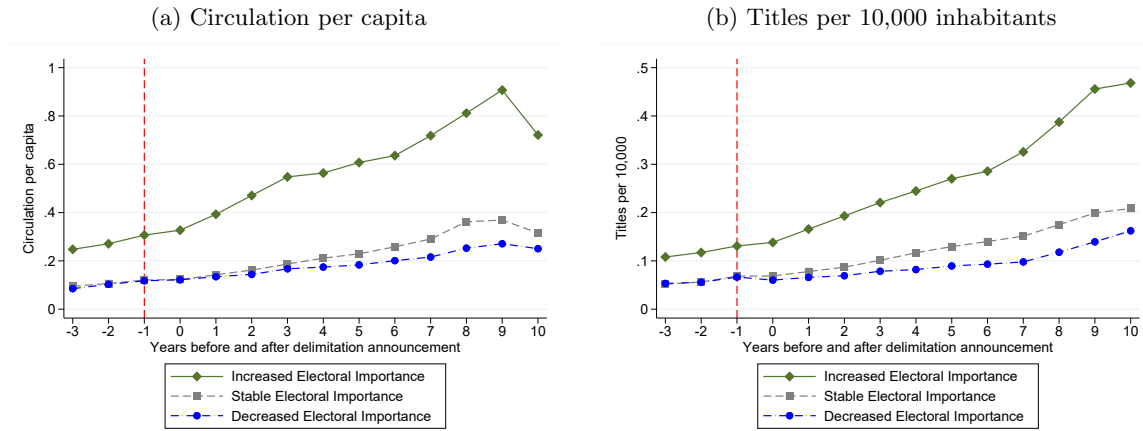 (a) Circulation per capita
(b) Titles per 10,000 inhabitants
Circulation per capita
1
.8
.6
.4
.2
0
-3 -2 -1 0 1 2 3 4 5 6 7 8 9 10
Years before and after delimitation announcement
Increased Electoral Importance
Stable Electoral Importance
Decreased Electoral Importance
Titles per 10,000
.5
.4
.3
.2
.1
0
-3 -2 -1 0 1 2 3 4 5 6 7 8 9 10
Years before and after delimitation announcement
Increased Electoral Importance
Stable Electoral Importance
Decreased Electoral Importance